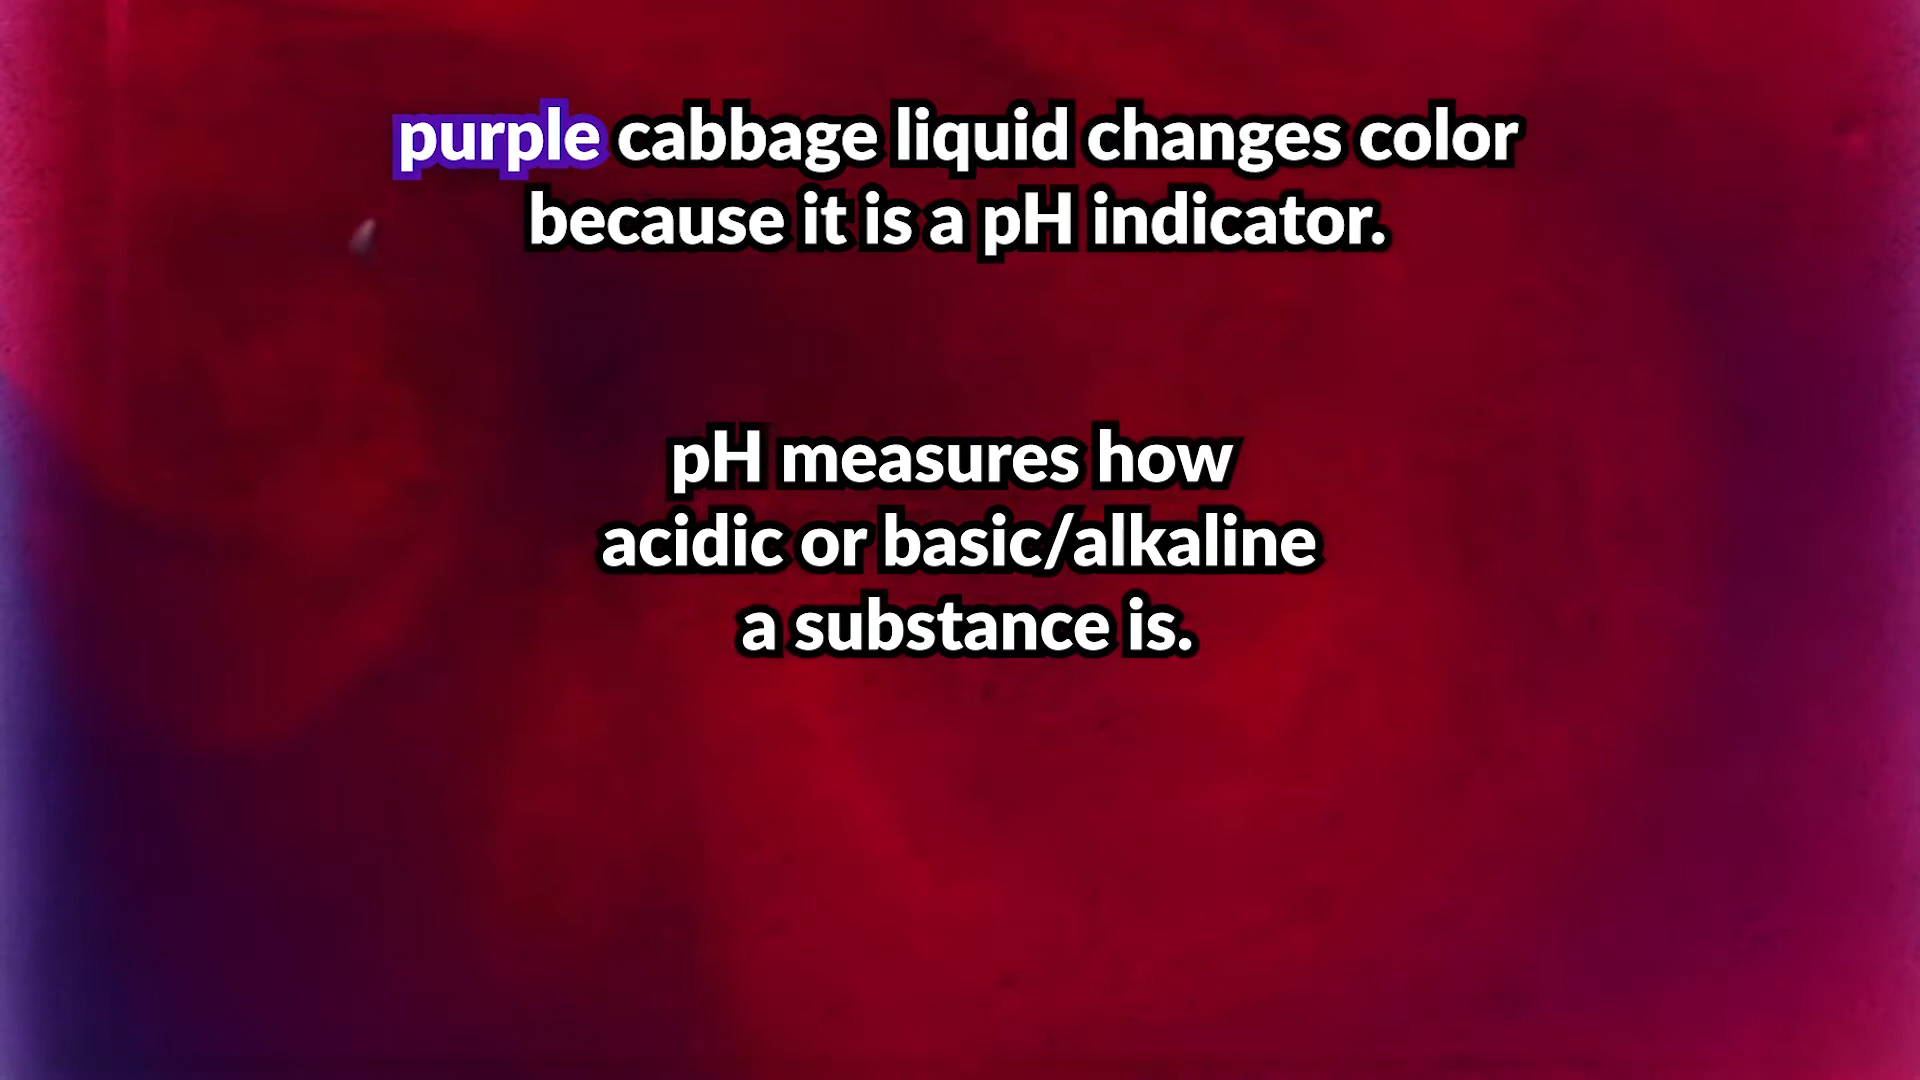 purple cabbage liquid changes color
because it is a pH indicator.
pH measures how
acidic or basic/alkaline
a substance is.